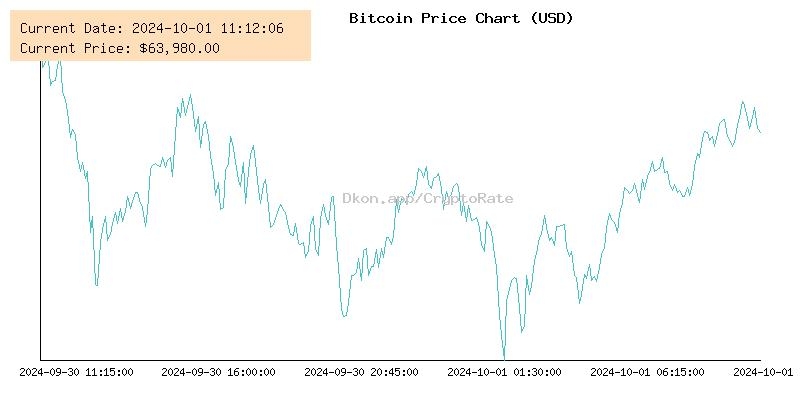 Bitcoin Price Chart (USD)
Current Date: 2024-10-01 11:12:06
Current Price: $63,980.00
Dkon.app/CryptoRate
2024-09-30 11:15:00 2024-09-30 16:00:00 2024-09-30 20:45:00 2024-10-01 01:30:00 2024-10-01 06:15:00 2024-10-01